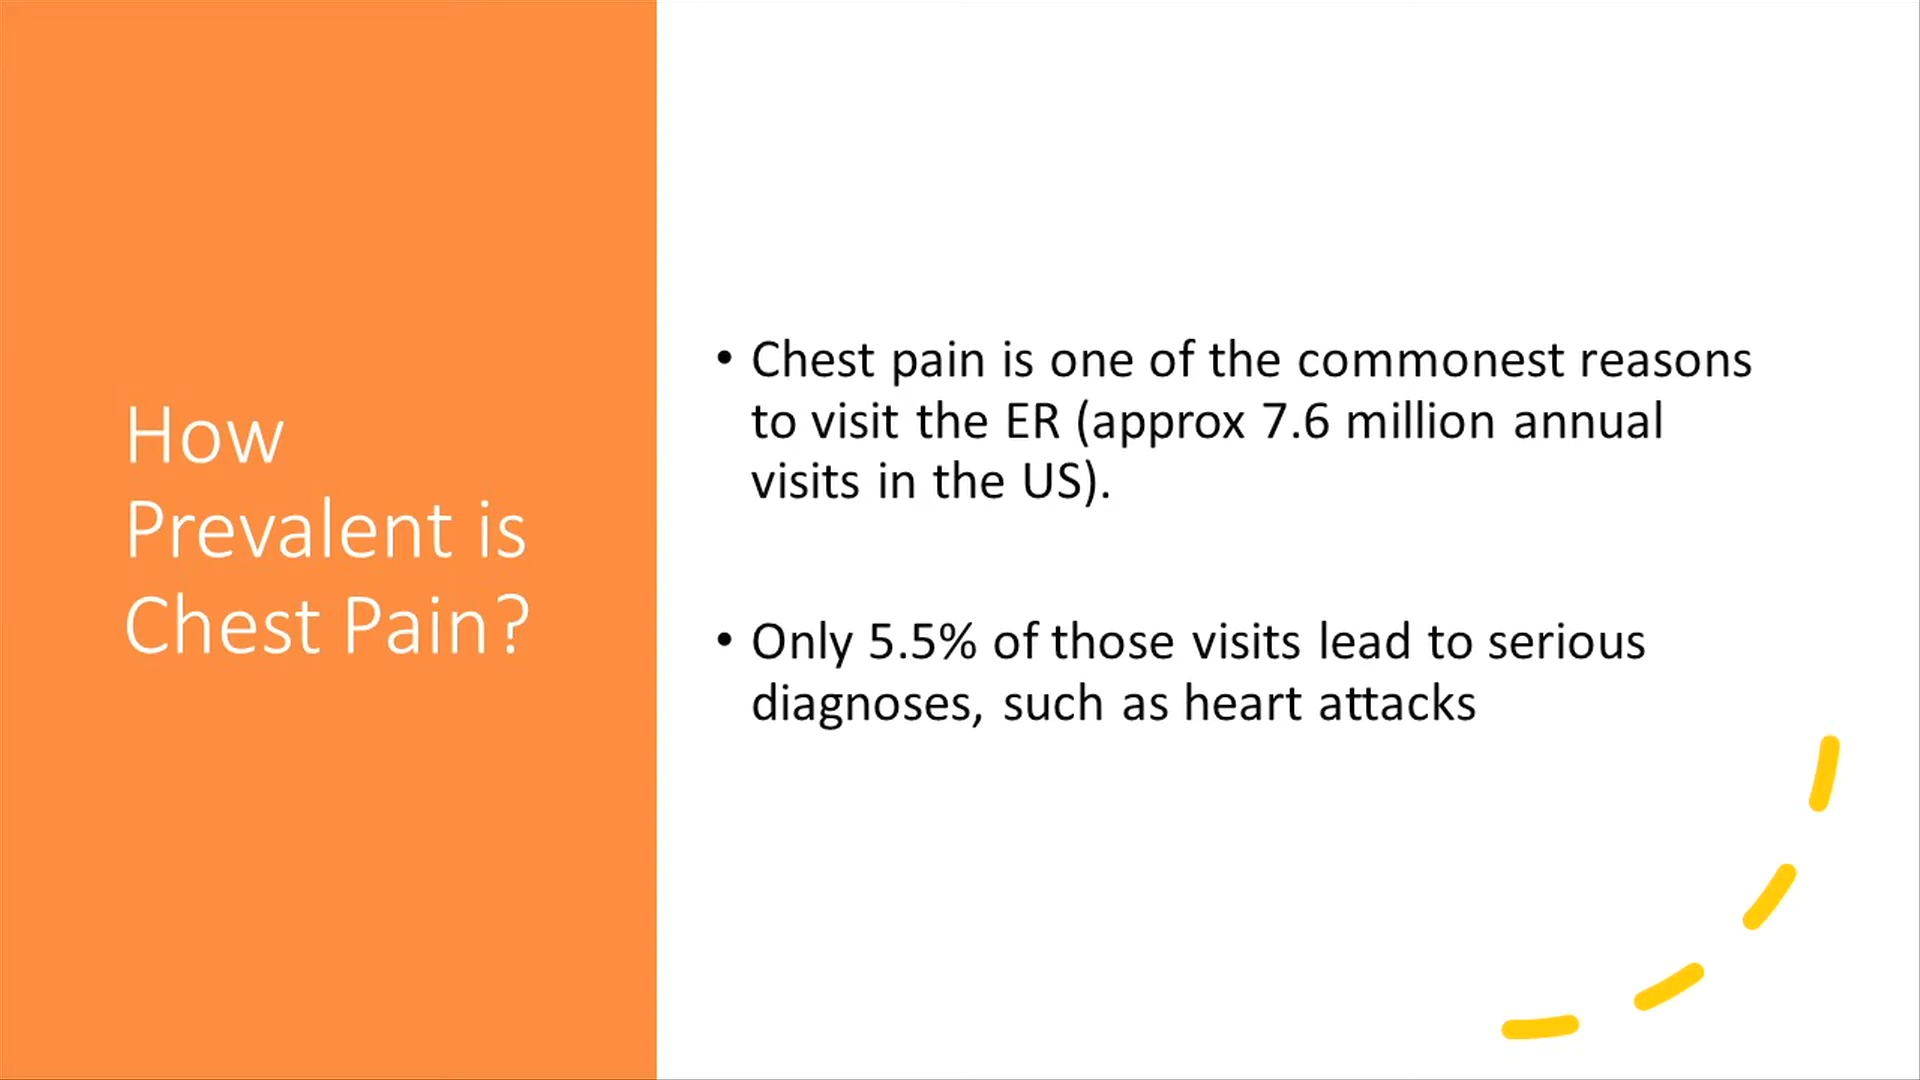 How
Prevalent is
Chest Pain?
• Chest pain is one of the commonest reasons
to visit the ER (approx 7.6 million annual
visits in the US).
• Only 5.5% of those visits lead to serious
diagnoses, such as heart attacks